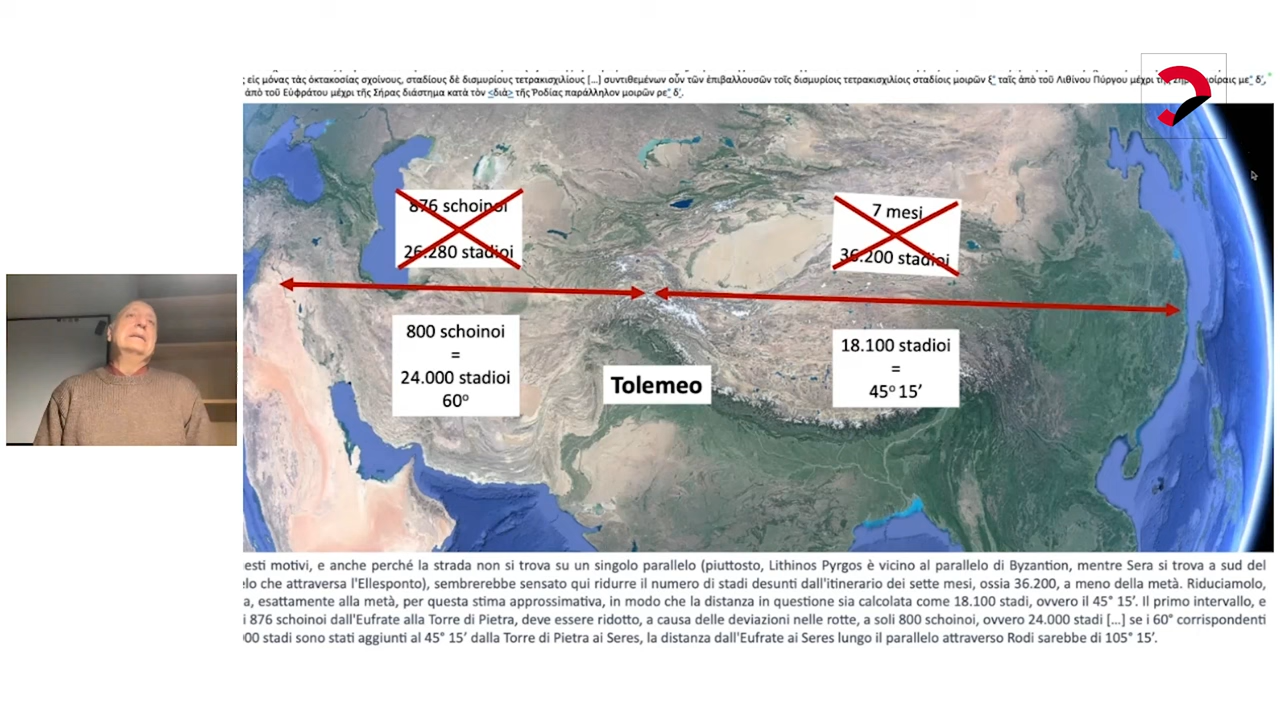 ; εἰς μόνας τὰς ὀκτακοσίας σχοίνους, σταδίους δὲ δισμυρίους τετρακισχιλίους [...] συντιθεμένων οὖν τῶν ἐπιβαλλουσῶν τοῖς δισμυρίοις τετρακισχιλίοις σταδίοις μοιρῶν ξ´ ταῖς ἀπὸ τοῦ Λιθίνου Πύργου μέχρι
ἀπὸ τοῦ Εὐφράτου μέχρι τῆς Σήρας διάστημα κατὰ τὸν <διὰ> τῆς Ῥοδίας παράλληλον μοιρῶν ρε´ δ´.
876 schoinoi
26.280 stadioi
7 mesi
36.200 stadioi
800 schoinoi
=
24.000 stadioi
60º
18.100 stadioi
=
45º 15’
Tolemeo
esti motivi, e anche perché la strada non si trova su un singolo parallelo (piuttosto, Lithinos Pyrgos è vicino al parallelo di Byzantion, mentre Sera si trova a sud del
elo che attraversa l'Ellesponto), sembrerebbe sensato qui ridurre il numero di stadi desunti dall'itinerario dei sette mesi, ossia 36.200, a meno della metà. Riduciamolo,
a, esattamente alla metà, per questa stima approssimativa, in modo che la distanza in questione sia calcolata come 18.100 stadi, ovvero il 45° 15’. Il primo intervallo, e
i 876 schoinoi dall'Eufrate alla Torre di Pietra, deve essere ridotto, a causa delle deviazioni nelle rotte, a soli 800 schoinoi, ovvero 24.000 stadi [...] se i 60° corrispondenti
00 stadi sono stati aggiunti al 45° 15’ dalla Torre di Pietra ai Seres, la distanza dall'Eufrate ai Seres lungo il parallelo attraverso Rodi sarebbe di 105° 15’.